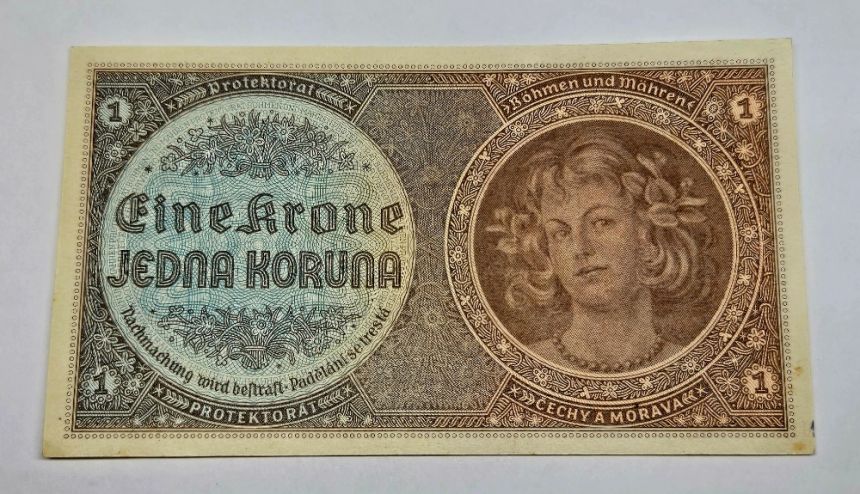 Protektorat
Böhmen und Mähren
1
1
Eine Krone
JEDNA KORUNA
Nachmachung wird bestraft - Padělání se trestá
1
1
PROTEKTORÁT
ČECHY A MORAVA